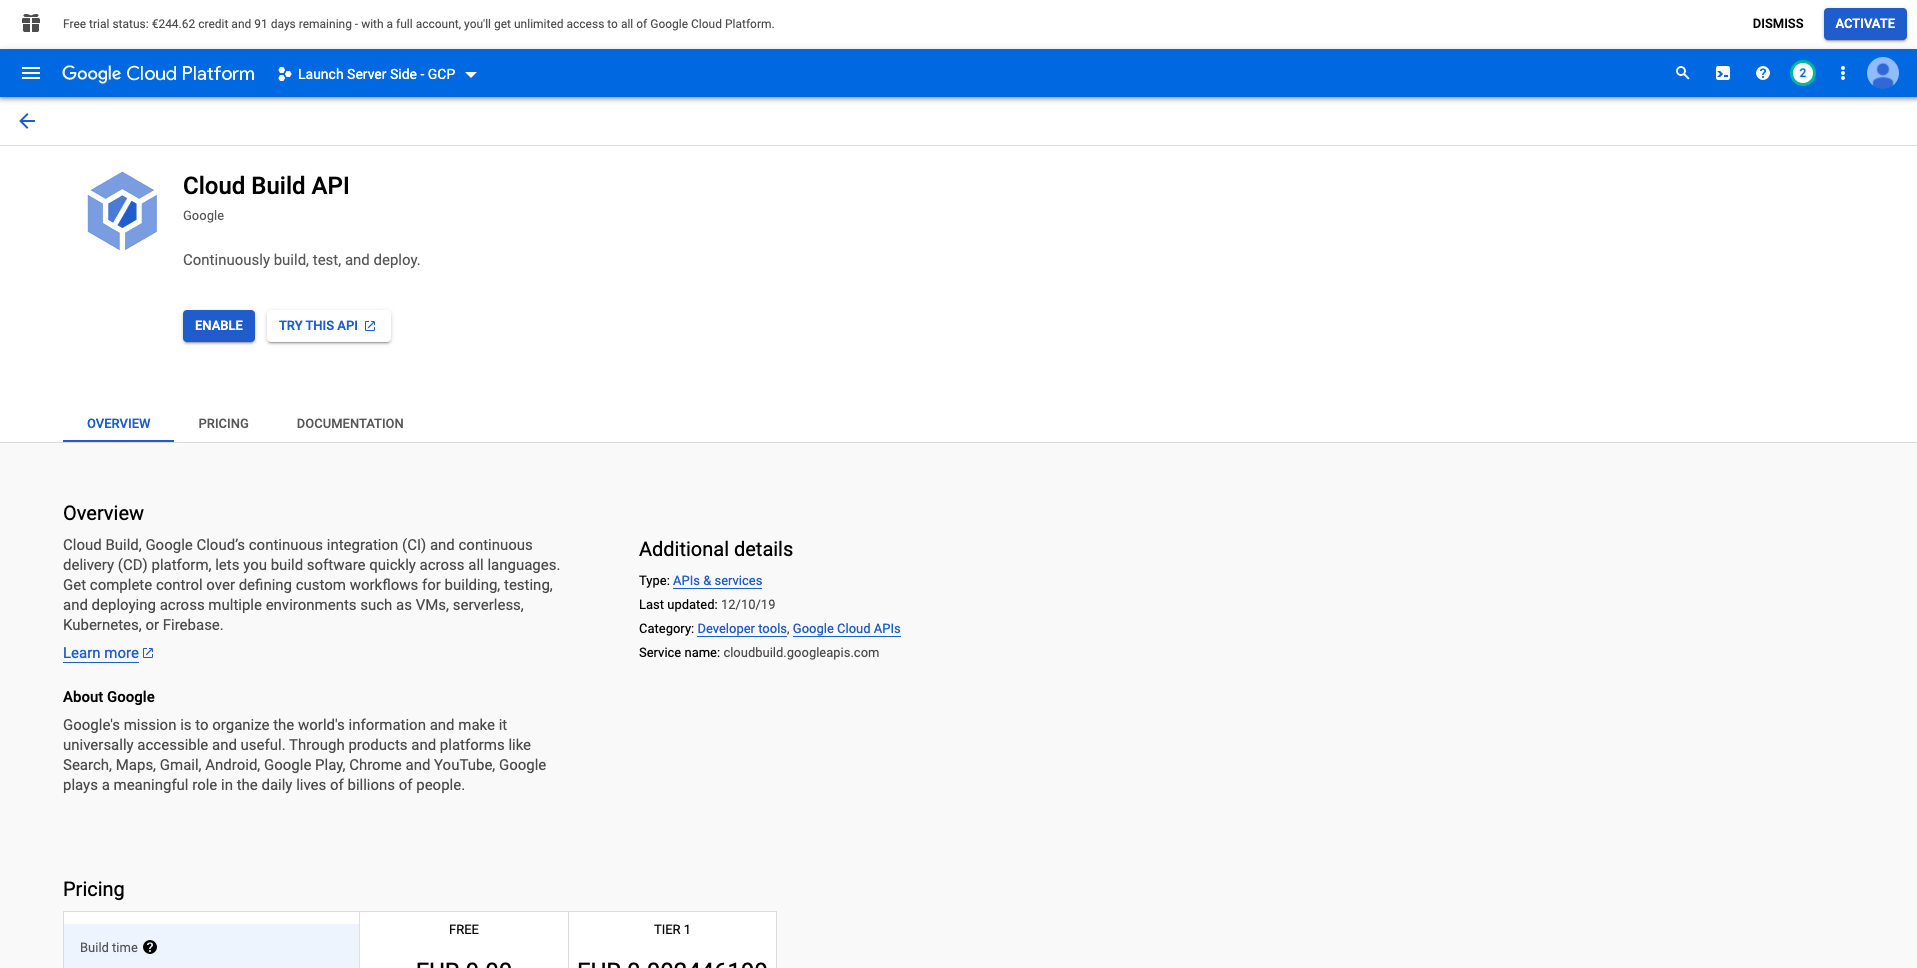 Free trial status: €244.62 credit and 91 days remaining - with a full account, you'll get unlimited access to all of Google Cloud Platform.
DISMISS
ACTIVATE
Google Cloud Platform
Launch Server Side - GCP
2
Cloud Build API
Google
Continuously build, test, and deploy.
ENABLE
TRY THIS API
OVERVIEW
PRICING
DOCUMENTATION
Overview
Cloud Build, Google Cloud's continuous integration (CI) and continuous
delivery (CD) platform, lets you build software quickly across all languages.
Get complete control over defining custom workflows for building, testing,
and deploying across multiple environments such as VMs, serverless,
Kubernetes, or Firebase.
Learn more
About Google
Google's mission is to organize the world's information and make it
universally accessible and useful. Through products and platforms like
Search, Maps, Gmail, Android, Google Play, Chrome and YouTube, Google
plays a meaningful role in the daily lives of billions of people.
Additional details
Type: APIs & services
Last updated: 12/10/19
Category: Developer tools, Google Cloud APIs
Service name: cloudbuild.googleapis.com
Pricing
FREE
TIER 1
Build time
EUR 0.00